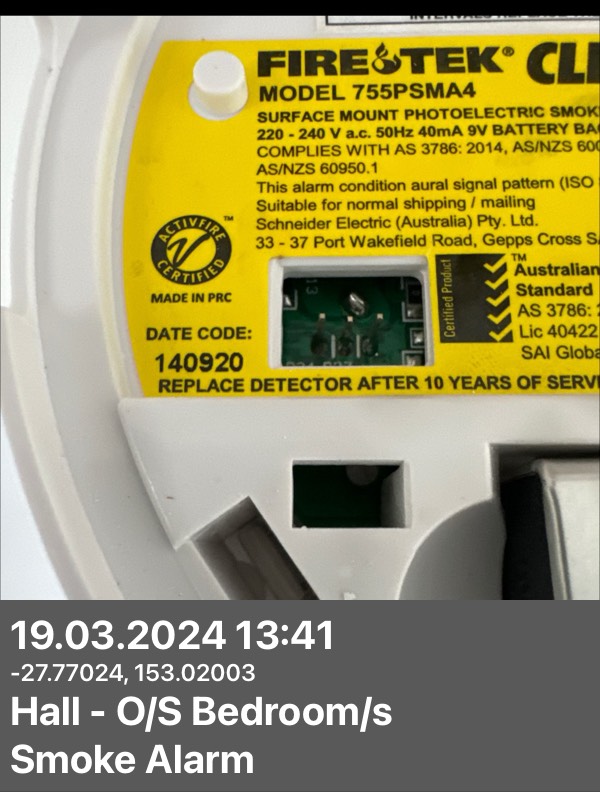 FIRETEK®
MODEL 755PSMA4
SURFACE MOUNT PHOTOELECTRIC
220 - 240 V a.c. 50Hz 40mA 9V BATTERY
COMPLIES WITH AS 3786: 2014, AS/NZS
AS/NZS 60950.1
This alarm condition aural signal pattern (ISO
Suitable for normal shipping / mailing
Schneider Electric (Australia) Pty. Ltd.
33 - 37 Port Wakefield Road, Gepps Cross
ACTIVFIRE™
CERTIFIED
MADE IN PRC
Certified Product
™
Australian
Standard
AS 3786:
Lic 40422
SAI Global
DATE CODE:
140920
REPLACE DETECTOR AFTER 10 YEARS OF
19.03.2024 13:41
-27.77024, 153.02003
Hall - O/S Bedroom/s
Smoke Alarm